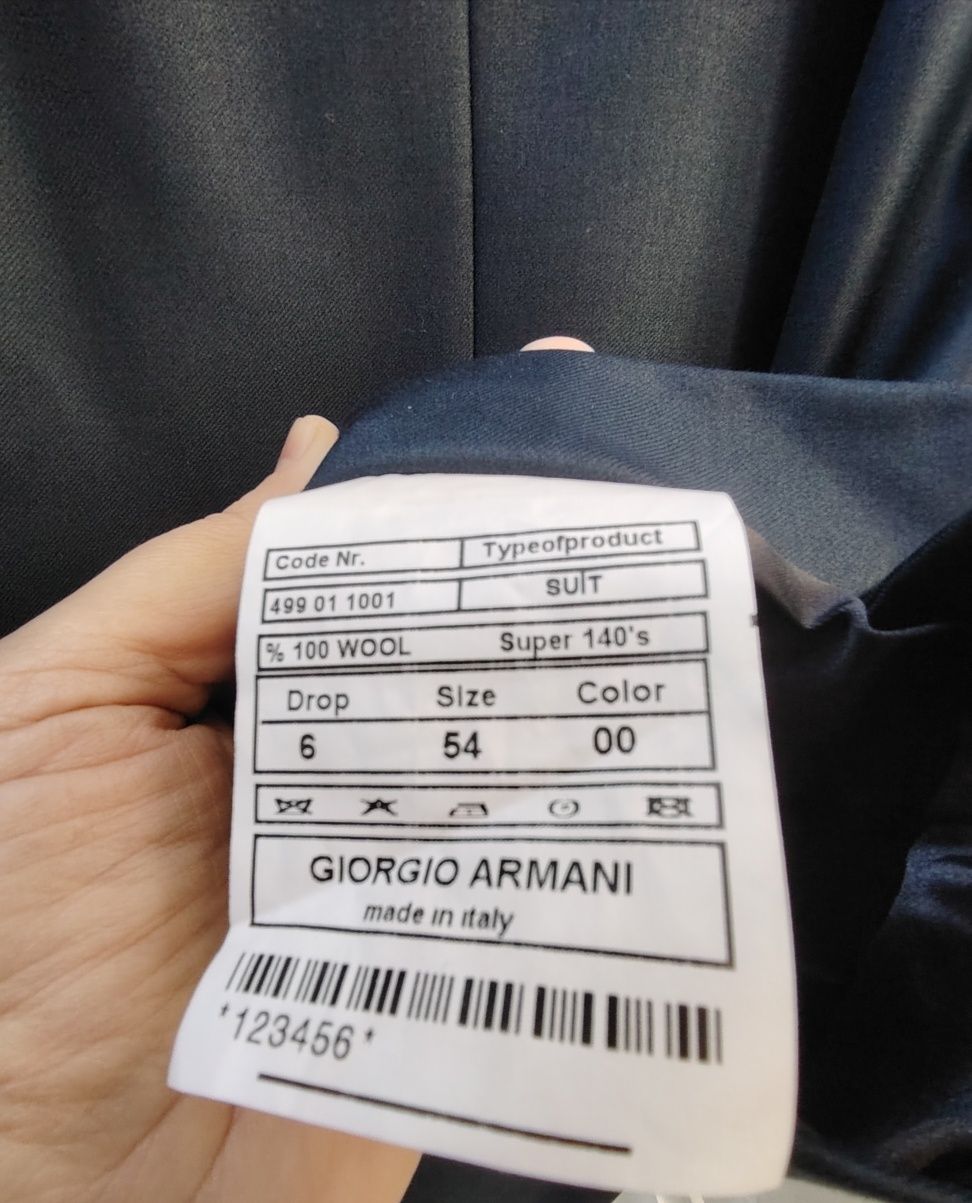 Code Nr. Typeofproduct
499 01 1001 SUIT
% 100 WOOL Super 140's
Drop Size Color
6 54 00
GIORGIO ARMANI
made in italy
*123456*